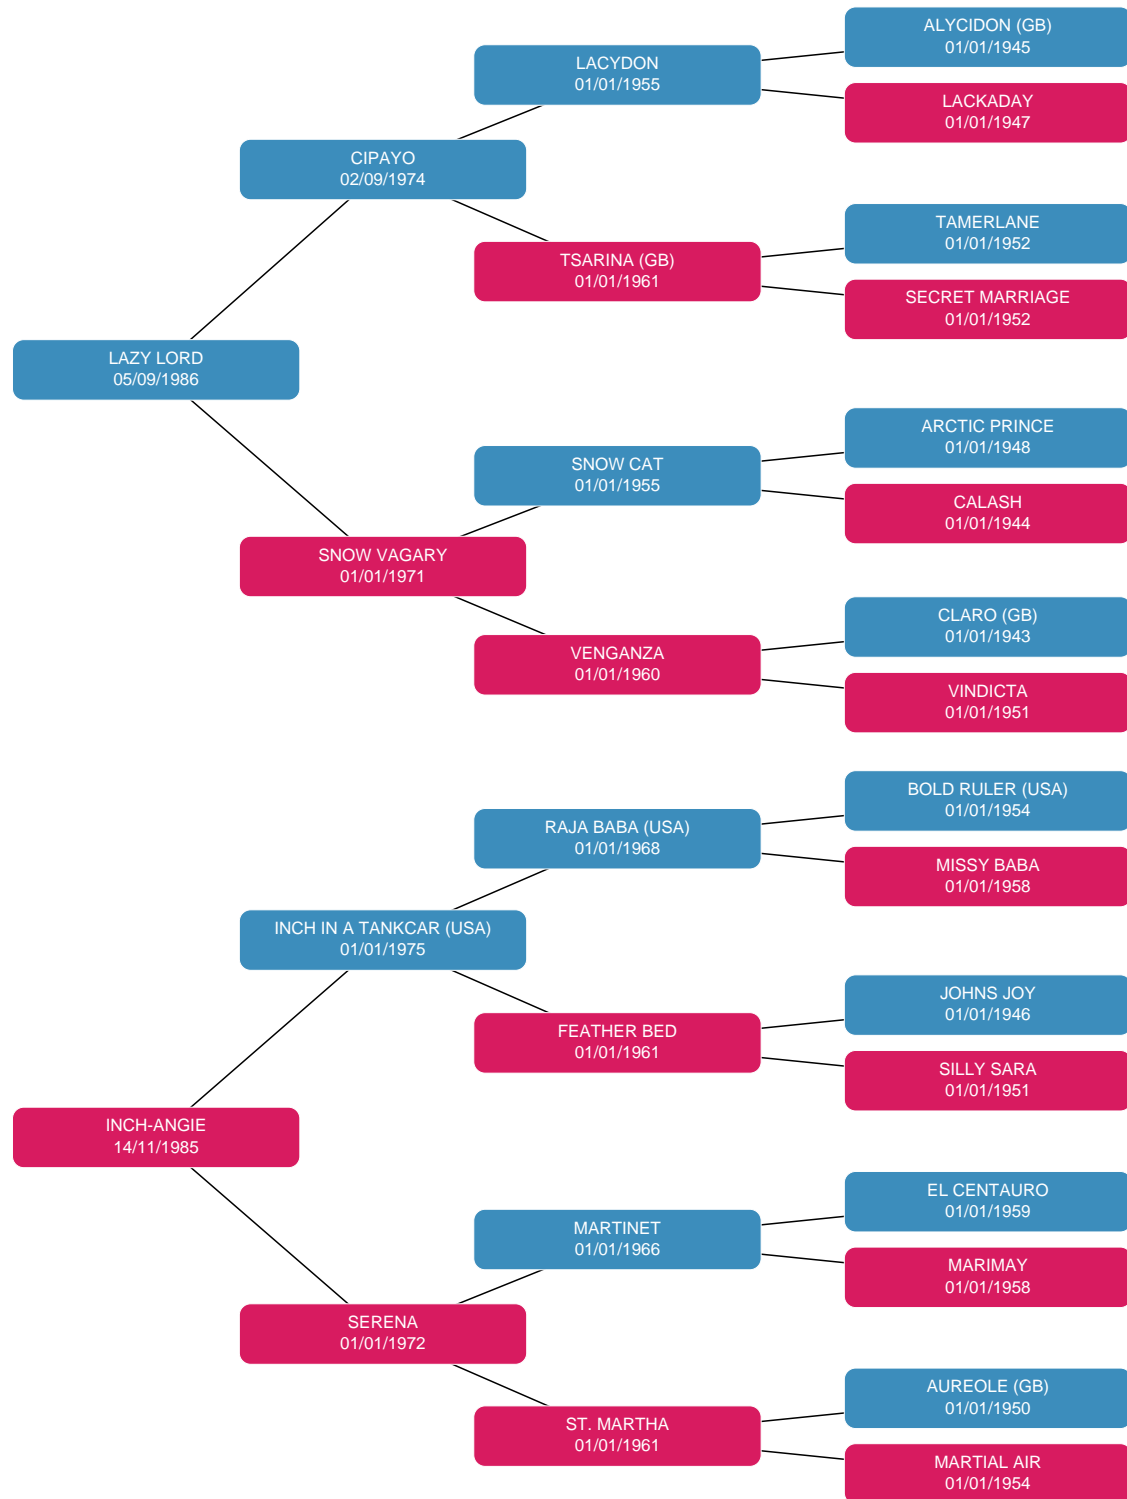 ALYCIDON (GB)
01/01/1945
LACYDON
01/01/1955
LACKADAY
01/01/1947
CIPAYO
02/09/1974
TAMERLANE
01/01/1952
TSARINA (GB)
01/01/1961
SECRET MARRIAGE
01/01/1952
LAZY LORD
05/09/1986
ARCTIC PRINCE
01/01/1948
SNOW CAT
01/01/1955
CALASH
01/01/1944
SNOW VAGARY
01/01/1971
CLARO (GB)
01/01/1943
VENGANZA
01/01/1960
VINDICTA
01/01/1951
BOLD RULER (USA)
01/01/1954
RAJA BABA (USA)
01/01/1968
MISSY BABA
01/01/1958
INCH IN A TANKCAR (USA)
01/01/1975
JOHNS JOY
01/01/1946
FEATHER BED
01/01/1961
SILLY SARA
01/01/1951
INCH-ANGIE
14/11/1985
EL CENTAURO
01/01/1959
MARTINET
01/01/1966
MARIMAY
01/01/1958
SERENA
01/01/1972
AUREOLE (GB)
01/01/1950
ST. MARTHA
01/01/1961
MARTIAL AIR
01/01/1954